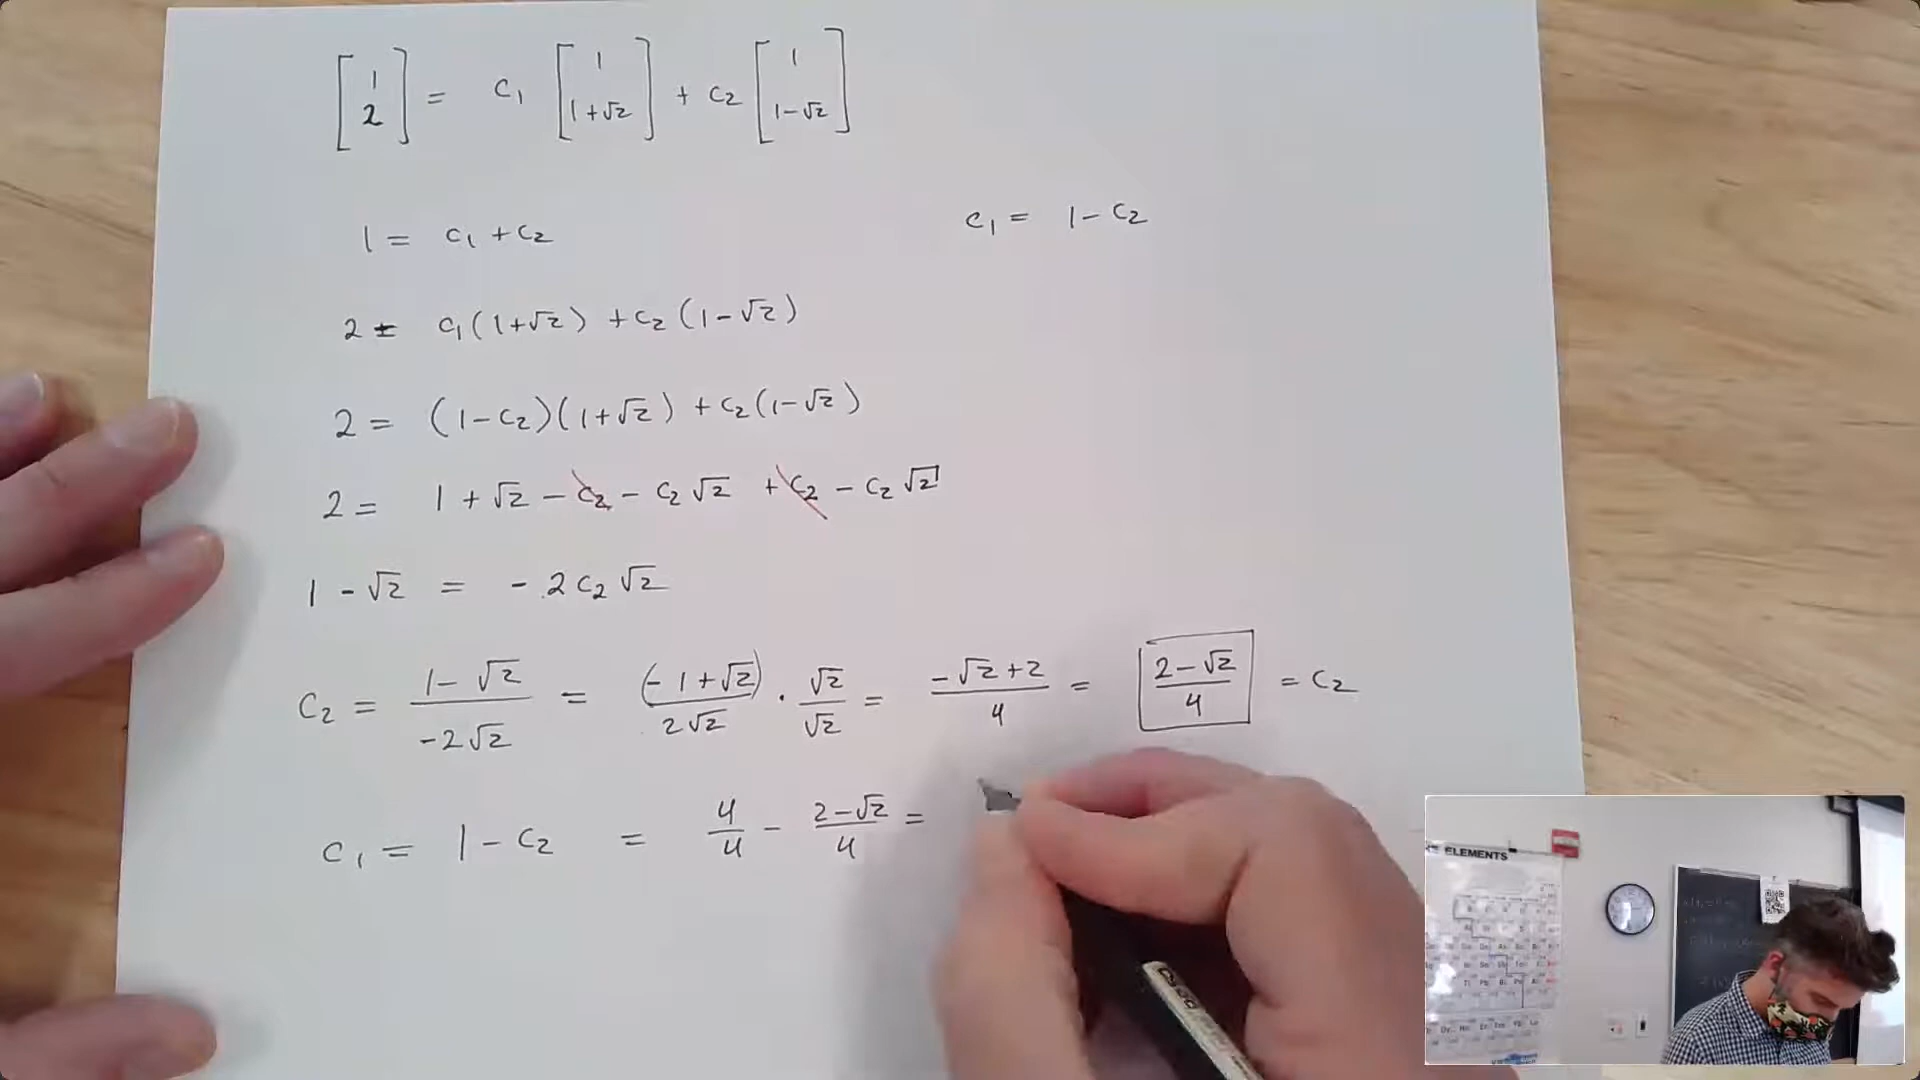 [1 2] = c₁ [1 1+√2] + c₂ [1 1-√2]
1 = c₁ + c₂
c₁ = 1 - c₂
2 = c₁(1+√2) + c₂(1-√2)
2 = (1-c₂)(1+√2) + c₂(1-√2)
2 = 1 + √2 - c₂ - c₂√2 + c₂ - c₂√2
1 - √2 = -2c₂√2
c₂ = (1-√2)/(-2√2) = (-1+√2)/(2√2) · √2/√2 = (-√2+2)/4 = (2-√2)/4 = c₂
c₁ = 1 - c₂ = 4/4 - (2-√2)/4 =
ELEMENTS